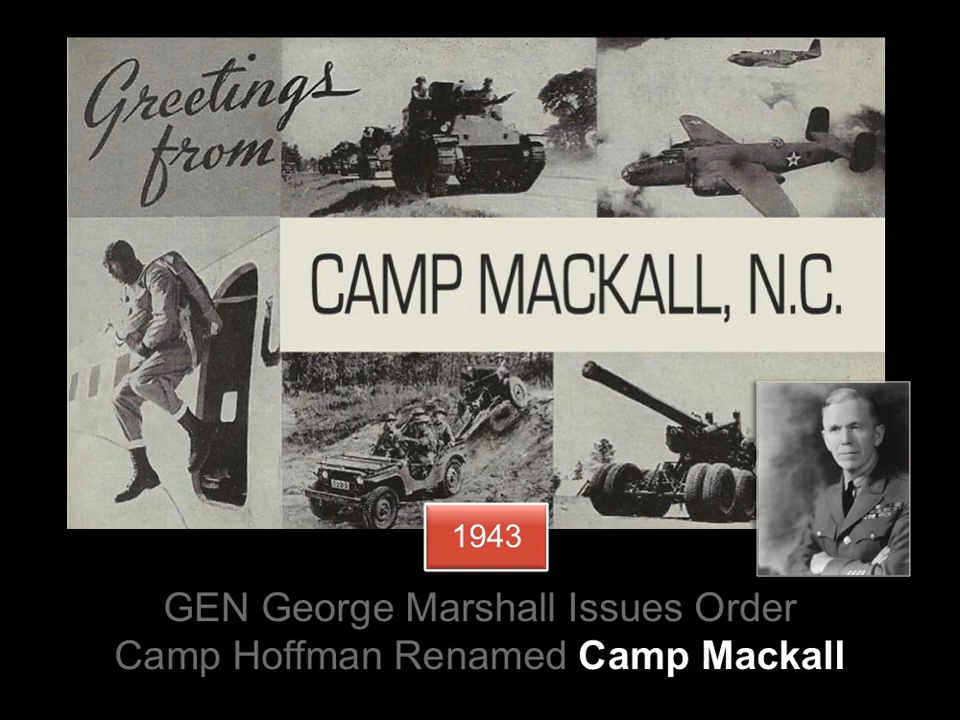 Greetings
from
CAMP MACKALL, N.C.
1943
GEN George Marshall Issues Order
Camp Hoffman Renamed Camp Mackall